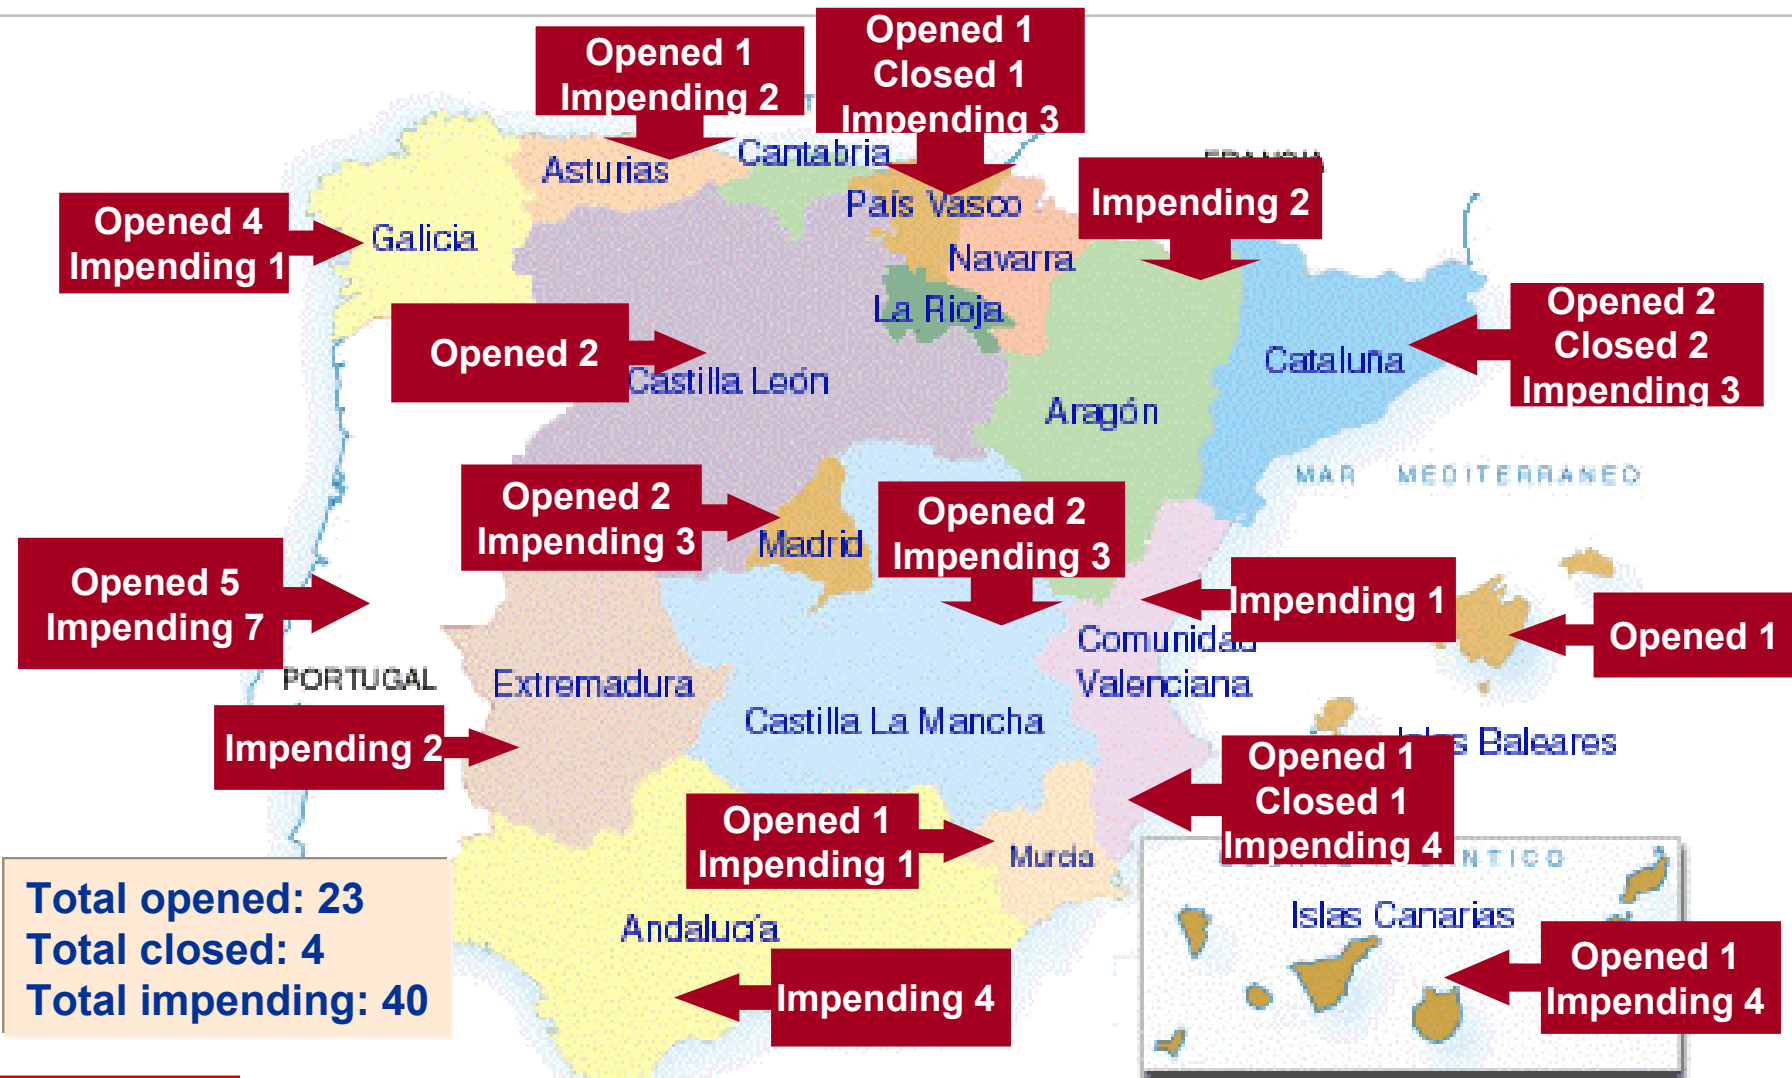 Opened 1
Impending 2
Opened 1
Closed 1
Impending 3
Asturias
Cantabria
Impending 2
Opened 4
Impending 1
Galicia
País Vasco
Navarra
La Rioja
Opened 2
Castilla León
Aragón
Cataluña
Opened 2
Closed 2
Impending 3
MAR MEDITERRANEO
Opened 2
Impending 3
Madrid
Opened 2
Impending 3
Opened 5
Impending 7
Impending 1
Opened 1
PORTUGAL
Extremadura
Comunidad
Valenciana
Castilla La Mancha
Impending 2
Baleares
Opened 1
Closed 1
Impending 4
Opened 1
Impending 1
Murcia
Islas Canarias
Opened 1
Impending 4
Andalucía
Impending 4
Total opened: 23
Total closed: 4
Total impending: 40